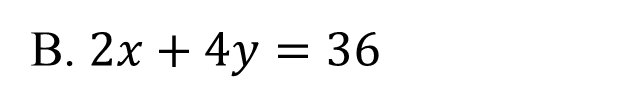 B. 2𝑥 + 4𝑦 = 36